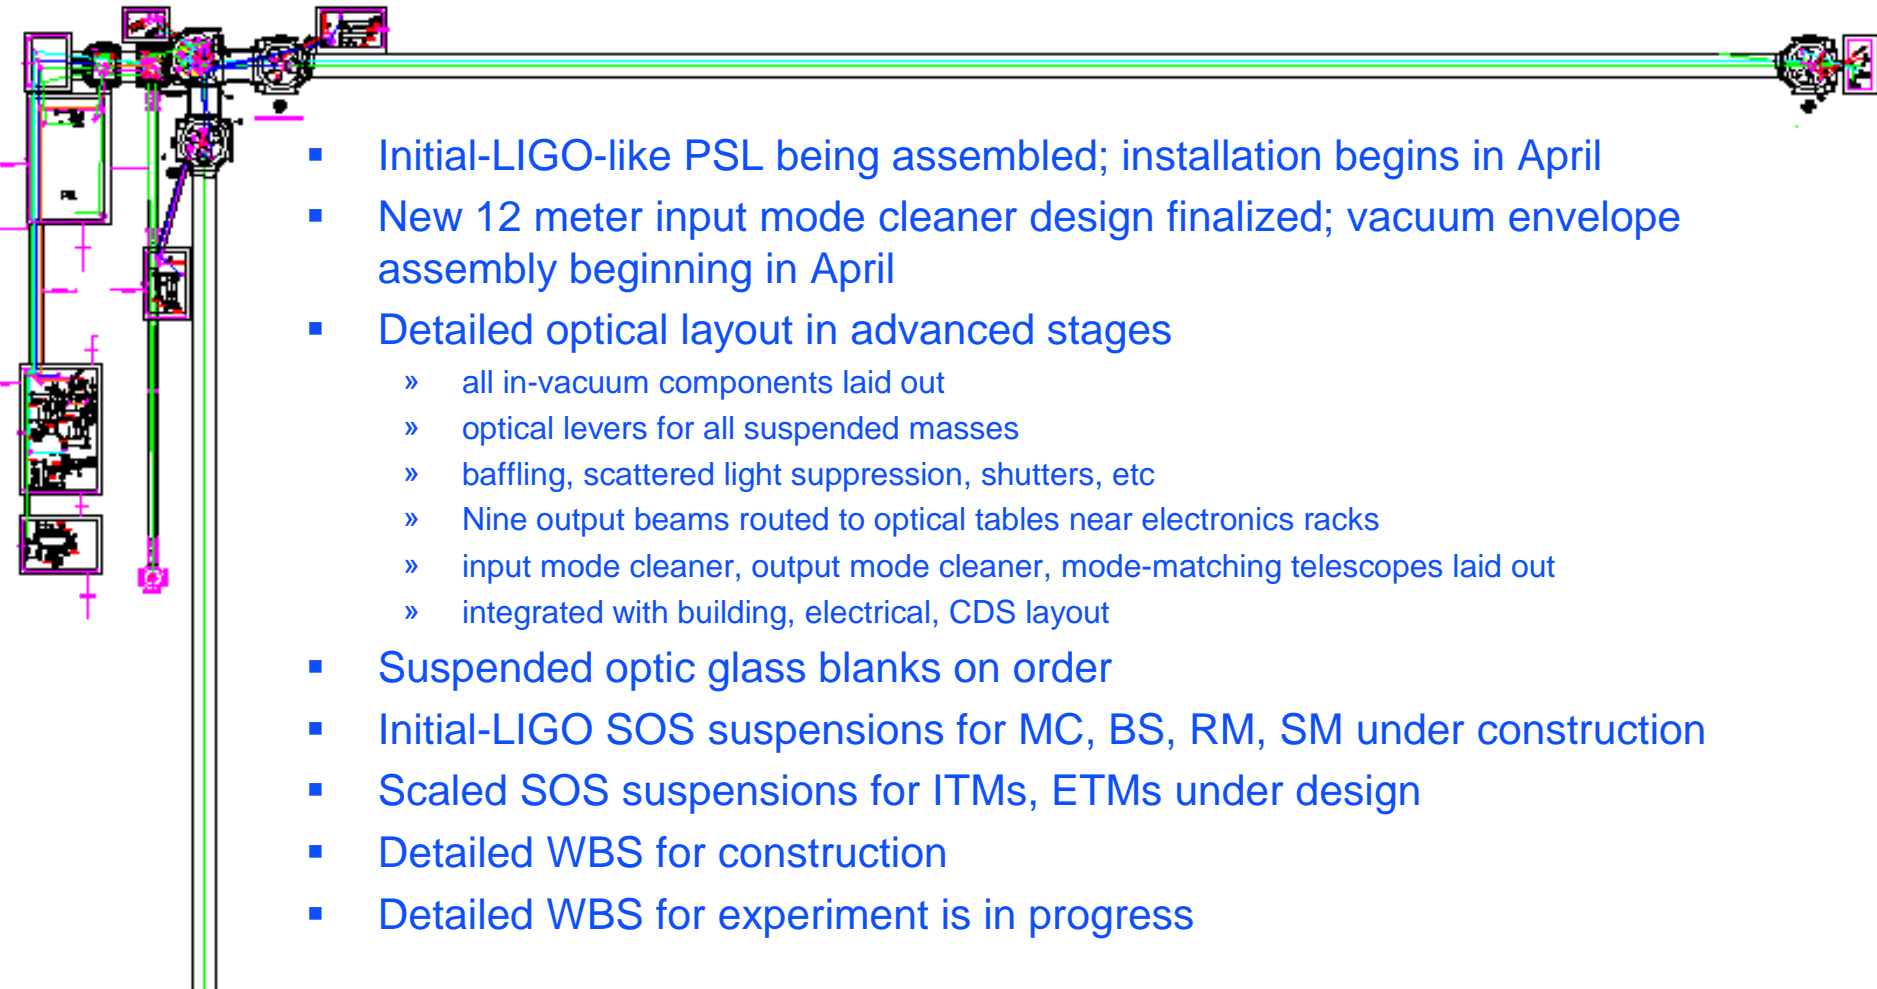 PSL
▪ Initial-LIGO-like PSL being assembled; installation begins in April
▪ New 12 meter input mode cleaner design finalized; vacuum envelope
assembly beginning in April
▪ Detailed optical layout in advanced stages
» all in-vacuum components laid out
» optical levers for all suspended masses
» baffling, scattered light suppression, shutters, etc
» Nine output beams routed to optical tables near electronics racks
» input mode cleaner, output mode cleaner, mode-matching telescopes laid out
» integrated with building, electrical, CDS layout
▪ Suspended optic glass blanks on order
▪ Initial-LIGO SOS suspensions for MC, BS, RM, SM under construction
▪ Scaled SOS suspensions for ITMs, ETMs under design
▪ Detailed WBS for construction
▪ Detailed WBS for experiment is in progress